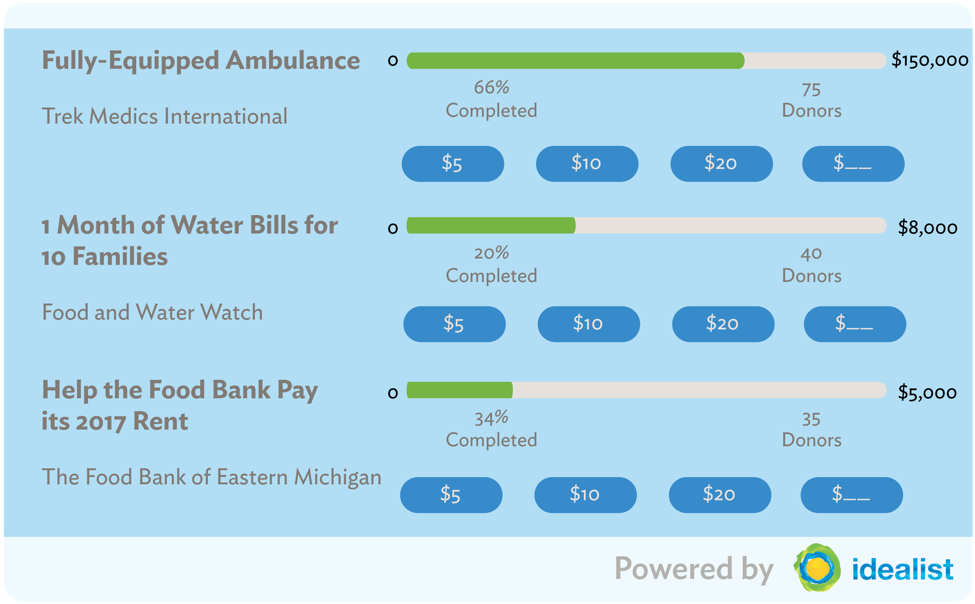 Fully-Equipped Ambulance
0
$150,000
66%
Completed
75
Donors
Trek Medics International
$5
$10
$20
$__
1 Month of Water Bills for
10 Families
0
$8,000
20%
Completed
40
Donors
Food and Water Watch
$5
$10
$20
$__
Help the Food Bank Pay
its 2017 Rent
0
$5,000
34%
Completed
35
Donors
The Food Bank of Eastern Michigan
$5
$10
$20
$__
Powered by idealist